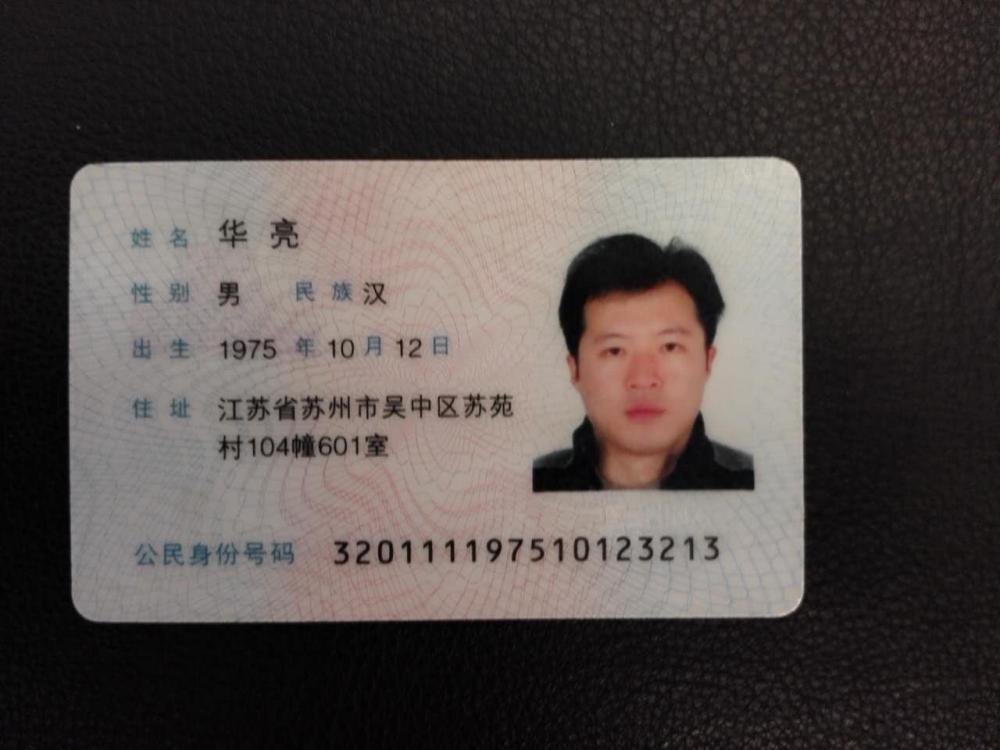 姓名 华亮
性别 男 民族 汉
出生 1975 年 10 月 12 日
住址 江苏省苏州市吴中区苏苑
村104幢601室
公民身份号码 320111197510123213